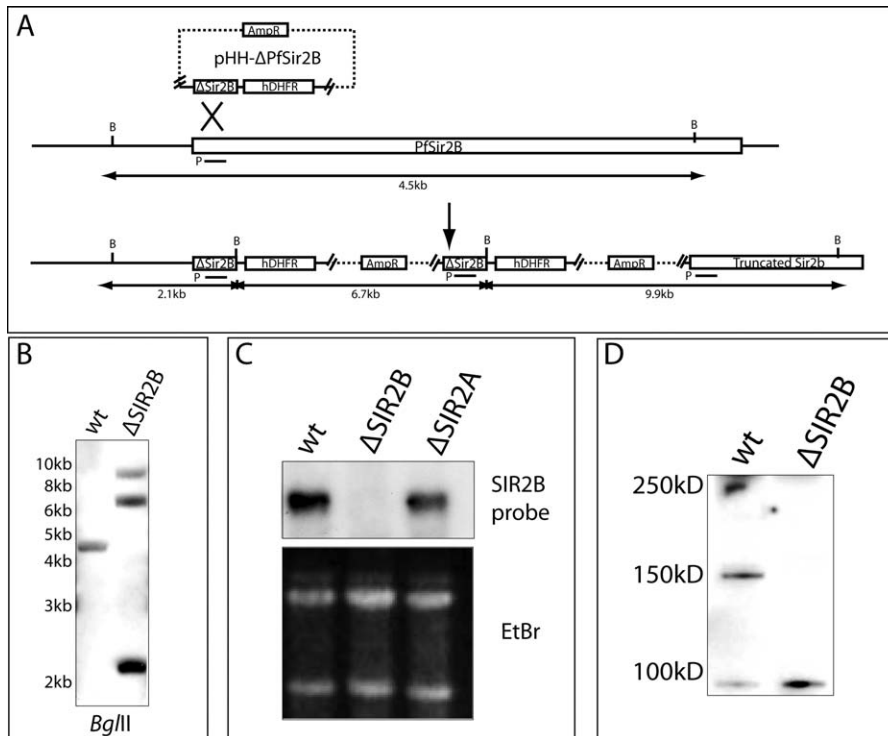 A
AmpR
pHH-ΔPfSir2B
ΔSir2B hDHFR
B B
PfSir2B
P
4.5kb
B B B B
ΔSir2B hDHFR AmpR ΔSir2B hDHFR AmpR Truncated Sir2b
P P P
2.1kb 6.7kb 9.9kb
B
wt ΔSIR2B
10kb
8kb
6kb
5kb
4kb
3kb
2kb
BglII
C
wt ΔSIR2B ΔSIR2A
SIR2B
probe
EtBr
D
wt ΔSIR2B
250kD
150kD
100kD